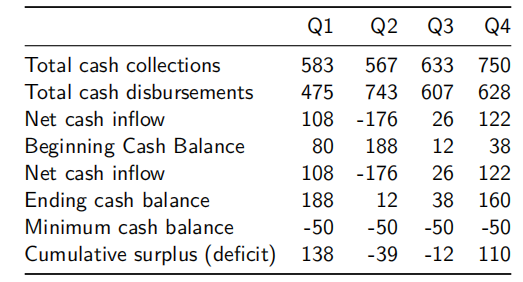 Q1 Q2 Q3 Q4
Total cash collections 583 567 633 750
Total cash disbursements 475 743 607 628
Net cash inflow 108 -176 26 122
Beginning Cash Balance 80 188 12 38
Net cash inflow 108 -176 26 122
Ending cash balance 188 12 38 160
Minimum cash balance -50 -50 -50 -50
Cumulative surplus (deficit) 138 -39 -12 110